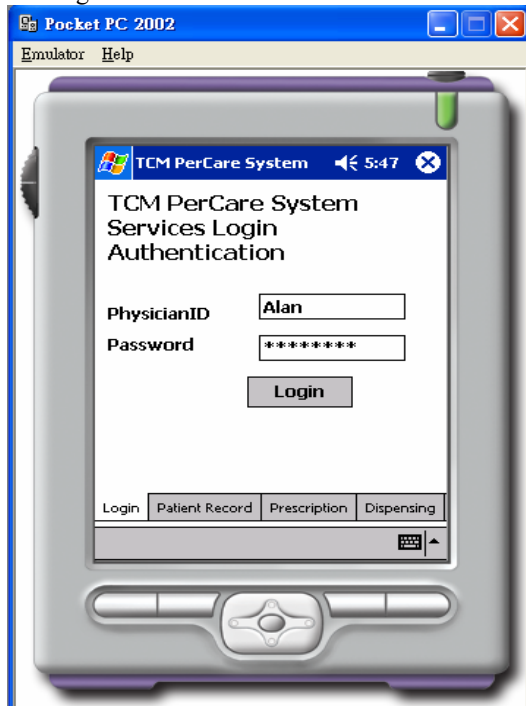 Pocket PC 2002
Emulator Help
TCM PerCare System 5:47
TCM PerCare System
Services Login
Authentication
PhysicianID Alan
Password ********
Login
Login Patient Record Prescription Dispensing